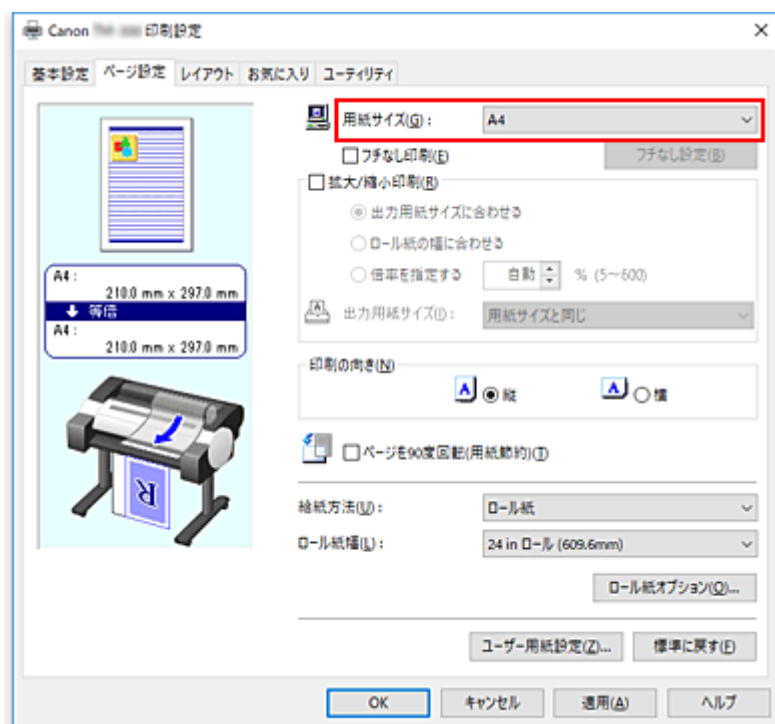 Canon 印刷設定
基本設定 ページ設定 レイアウト お気に入り ユーティリティ
用紙サイズ(G): A4
フチなし印刷(E) フチなし設定(B)
拡大/縮小印刷(R)
出力用紙サイズに合わせる
ロール紙の幅に合わせる
倍率を指定する 自動 % (5～600)
出力用紙サイズ(I): 用紙サイズと同じ
A4:
210.0 mm x 297.0 mm
等倍
A4:
210.0 mm x 297.0 mm
R
印刷の向き(N)
A 縦 A 横
ページを90度回転(用紙節約)(T)
給紙方法(U): ロール紙
ロール紙幅(L): 24 in ロール (609.6mm)
ロール紙オプション(O)...
ユーザー用紙設定(Z)... 標準に戻す(F)
OK キャンセル 適用(A) ヘルプ